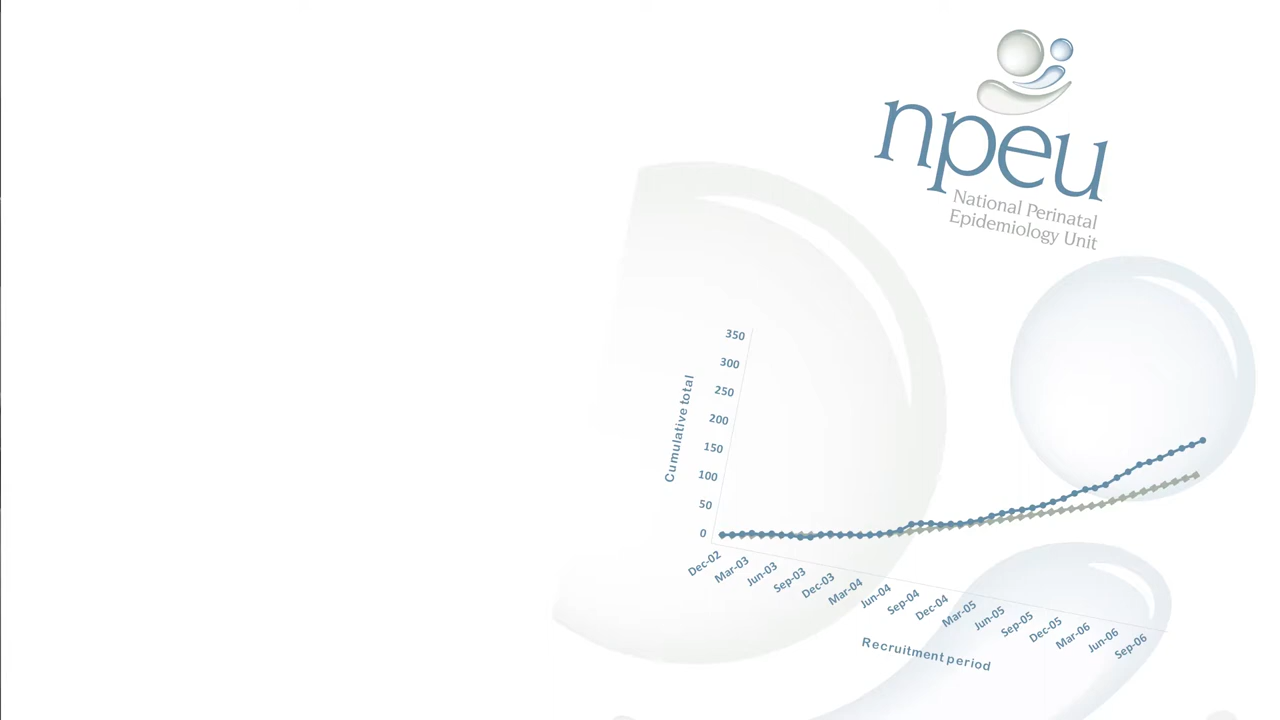 npeu
National Perinatal
Epidemiology Unit
350
300
250
200
150
100
50
0
Cumulative total
Dec-02
Mar-03
Jun-03
Sep-03
Dec-03
Mar-04
Jun-04
Sep-04
Dec-04
Mar-05
Jun-05
Sep-05
Dec-05
Mar-06
Jun-06
Sep-06
Recruitment period